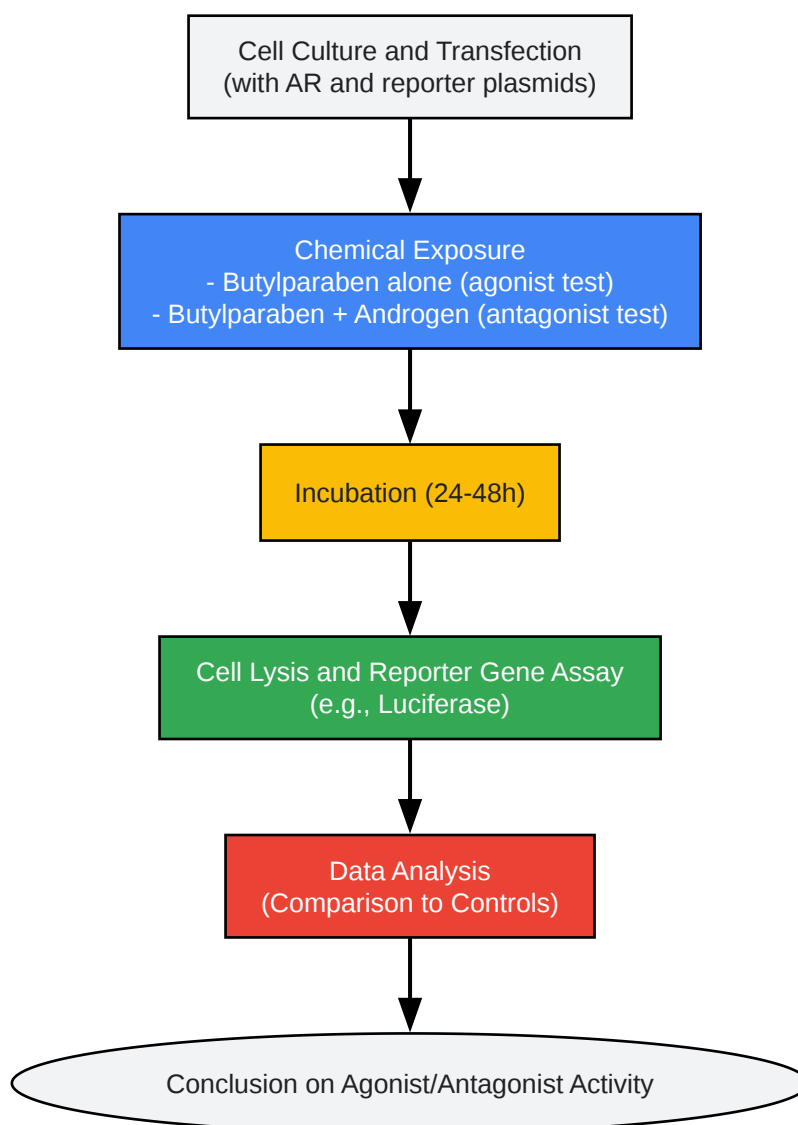 Cell Culture and Transfection
(with AR and reporter plasmids)
Chemical Exposure
- Butylparaben alone (agonist test)
- Butylparaben + Androgen (antagonist test)
Incubation (24-48h)
Cell Lysis and Reporter Gene Assay
(e.g., Luciferase)
Data Analysis
(Comparison to Controls)
Conclusion on Agonist/Antagonist Activity